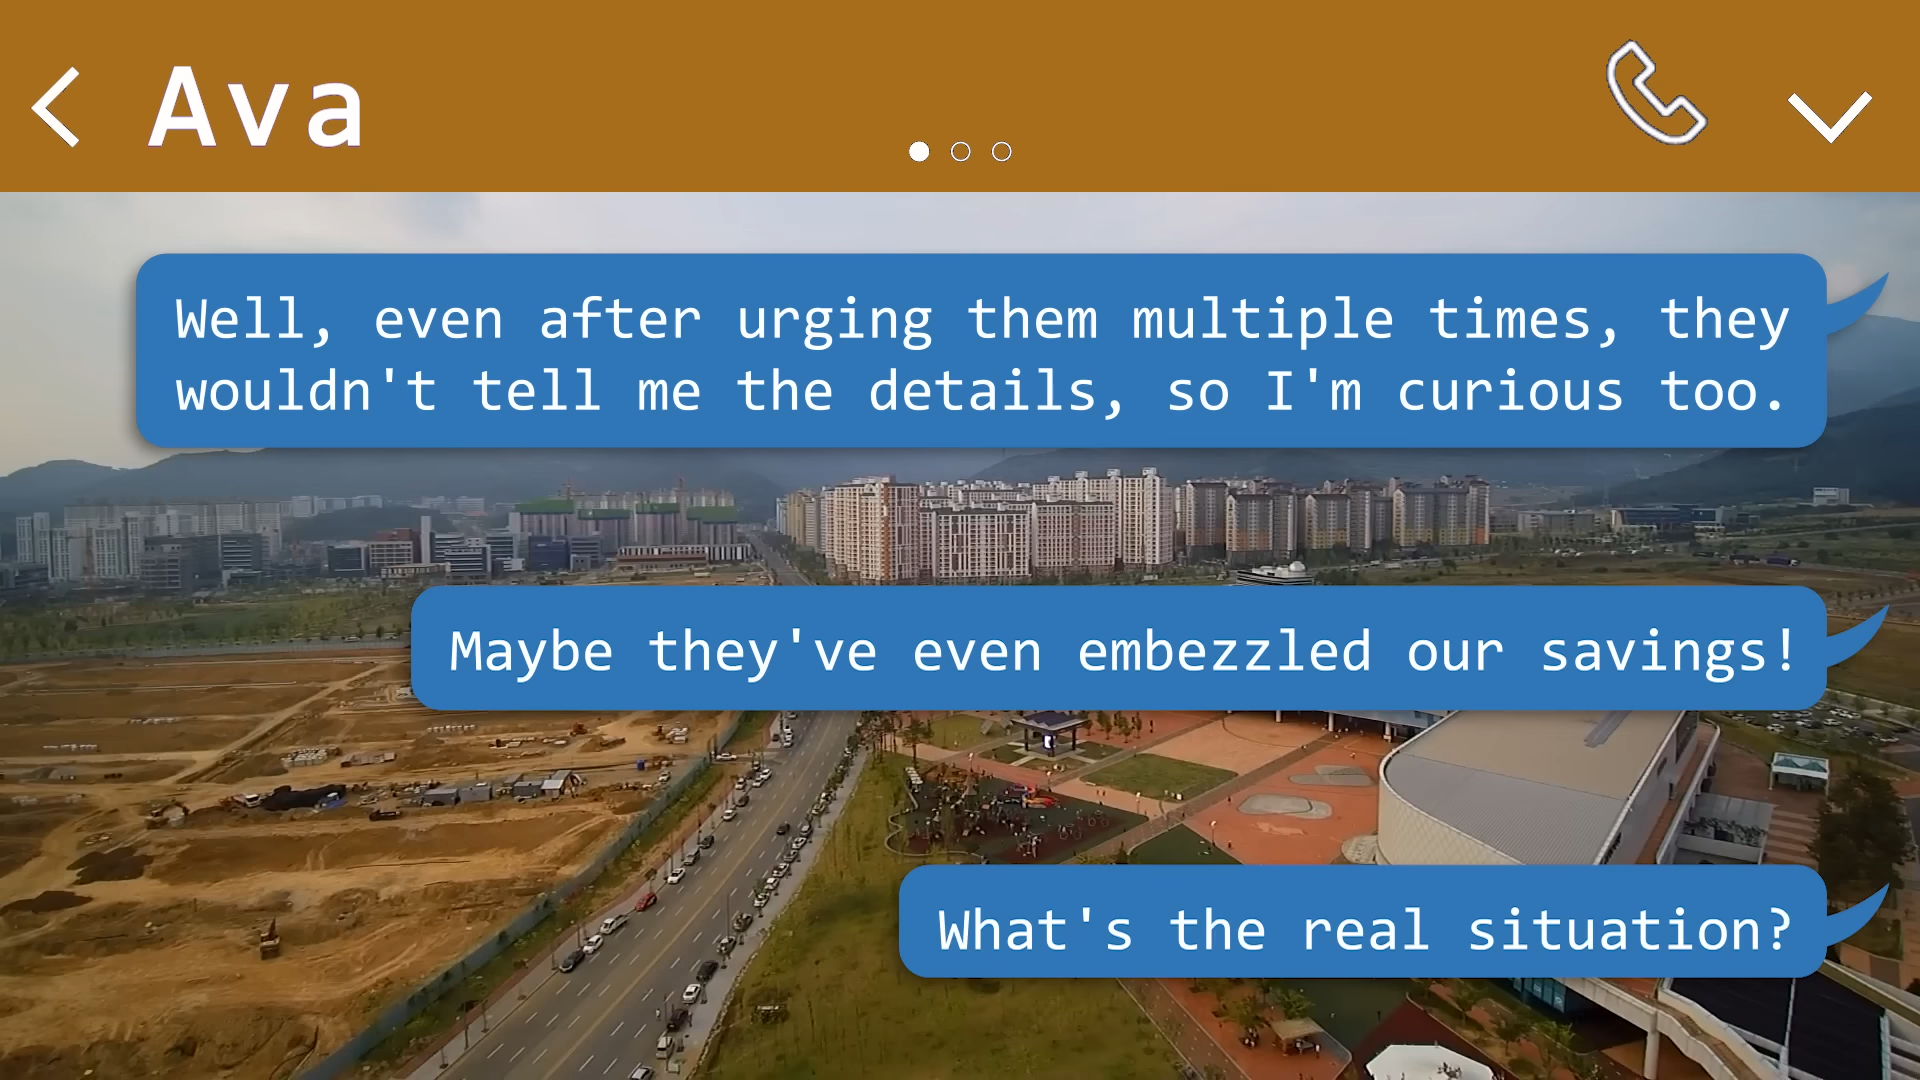 Ava
Well, even after urging them multiple times, they
wouldn't tell me the details, so I'm curious too.
Maybe they've even embezzled our savings!
What's the real situation?